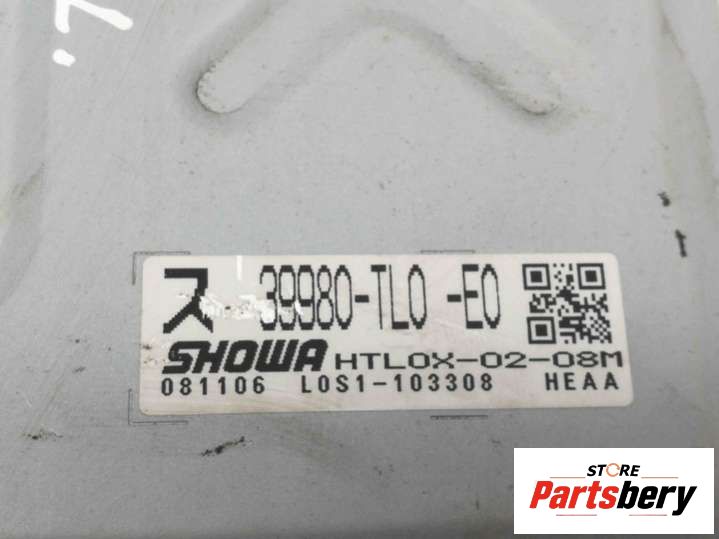 ス 39980-TL0 -E0
SHOWA HTL0X-02-08M
081106 L0S1-103308 HEAA
STORE
Partsbery